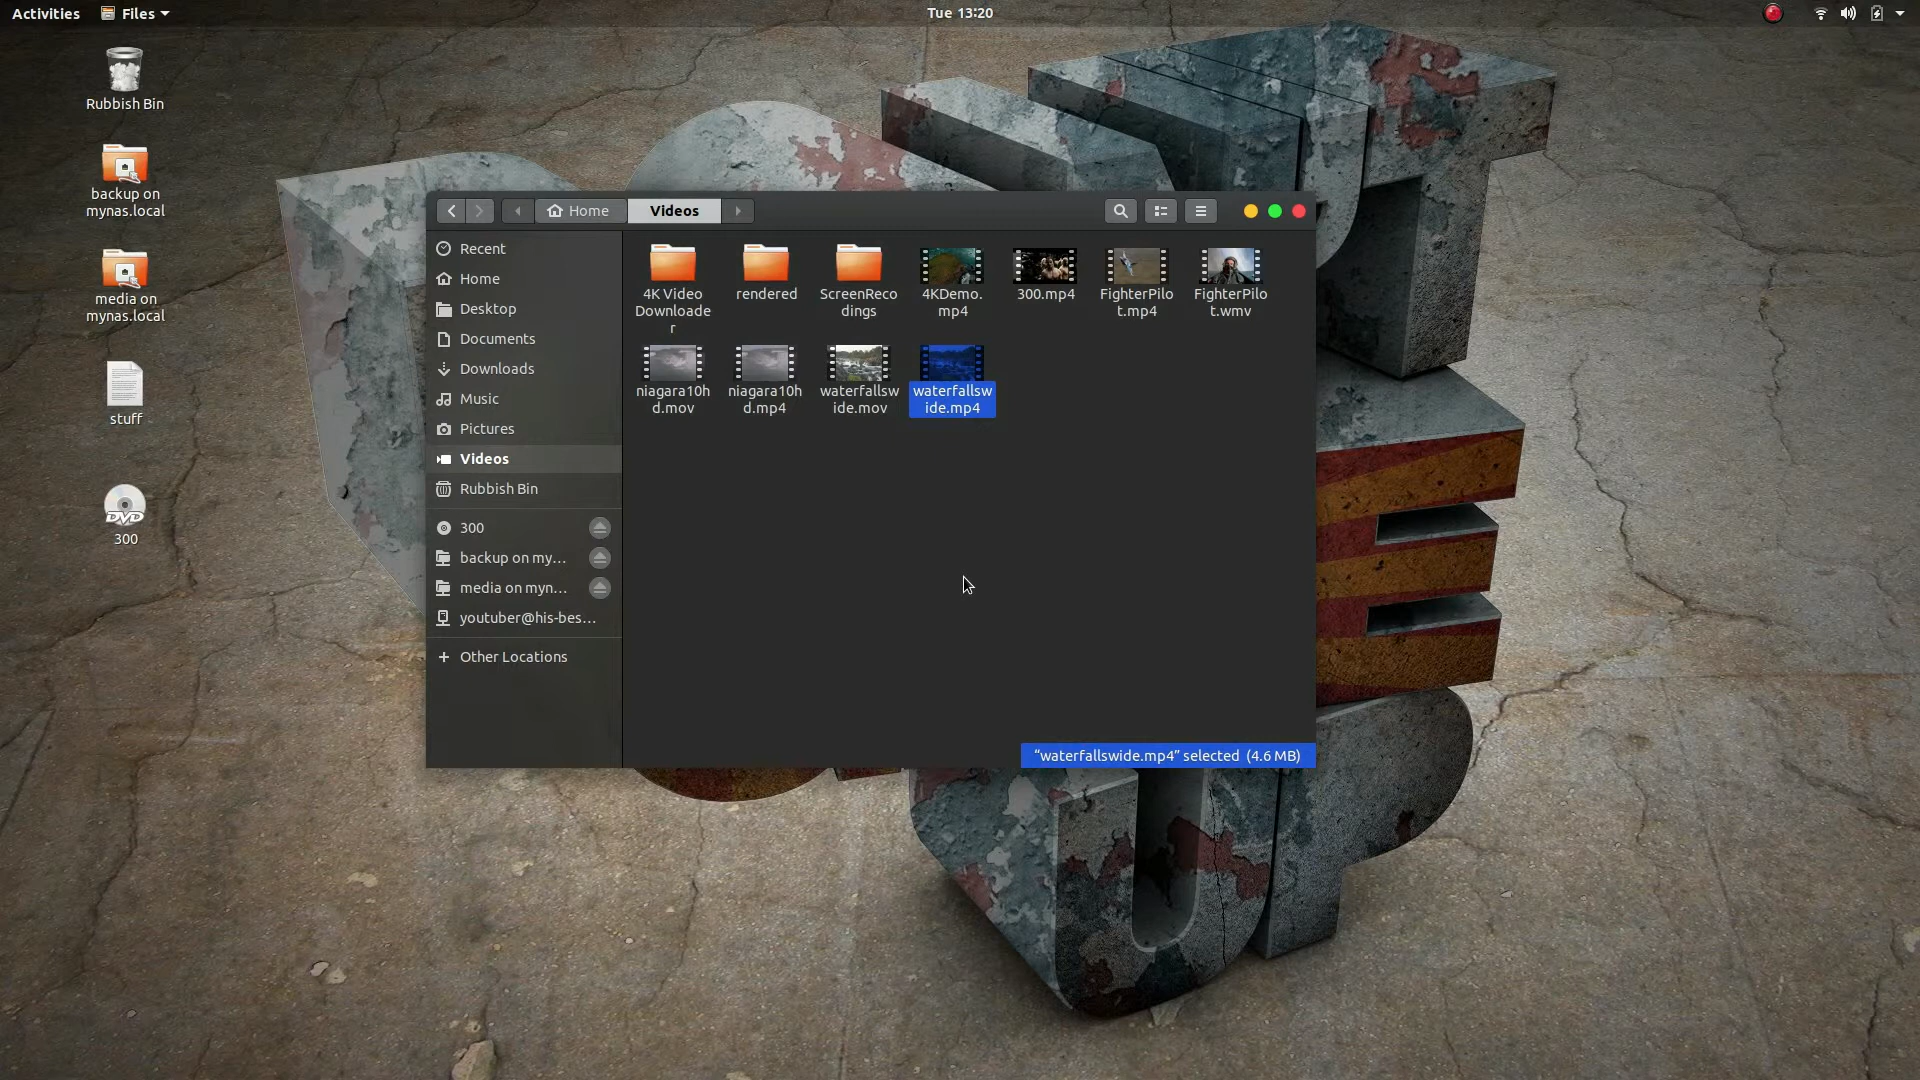 Activities
Files
Tue 13:20
Rubbish Bin
backup on
mynas.local
media on
mynas.local
stuff
DVD
300
Home
Videos
Recent
Home
Desktop
Documents
Downloads
Music
Pictures
Videos
Rubbish Bin
300
backup on my...
media on myn...
youtuber@his-bes...
Other Locations
4K Video
Downloade
r
rendered
ScreenReco
rdings
4KDemo.
mp4
300.mp4
FighterPilo
t.mp4
FighterPilo
t.wmv
niagara10h
d.mov
niagara10h
d.mp4
waterfallsw
ide.mov
waterfallsw
ide.mp4
“waterfallswide.mp4” selected (4.6 MB)